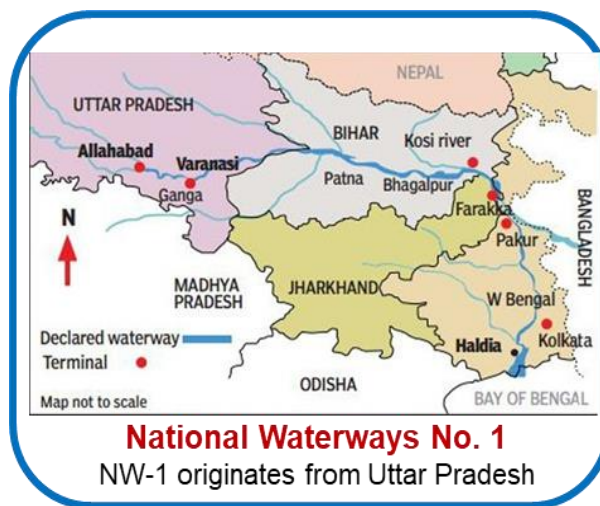 NEPAL
UTTAR PRADESH
BIHAR
Kosi river
Allahabad
Varanasi
Ganga
Patna
Bhagalpur
Farakka
Pakur
BANGLADESH
N
MADHYA
PRADESH
JHARKHAND
W Bengal
Declared waterway
Terminal
Haldia
Kolkata
ODISHA
Map not to scale
BAY OF BENGAL
National Waterways No. 1
NW-1 originates from Uttar Pradesh